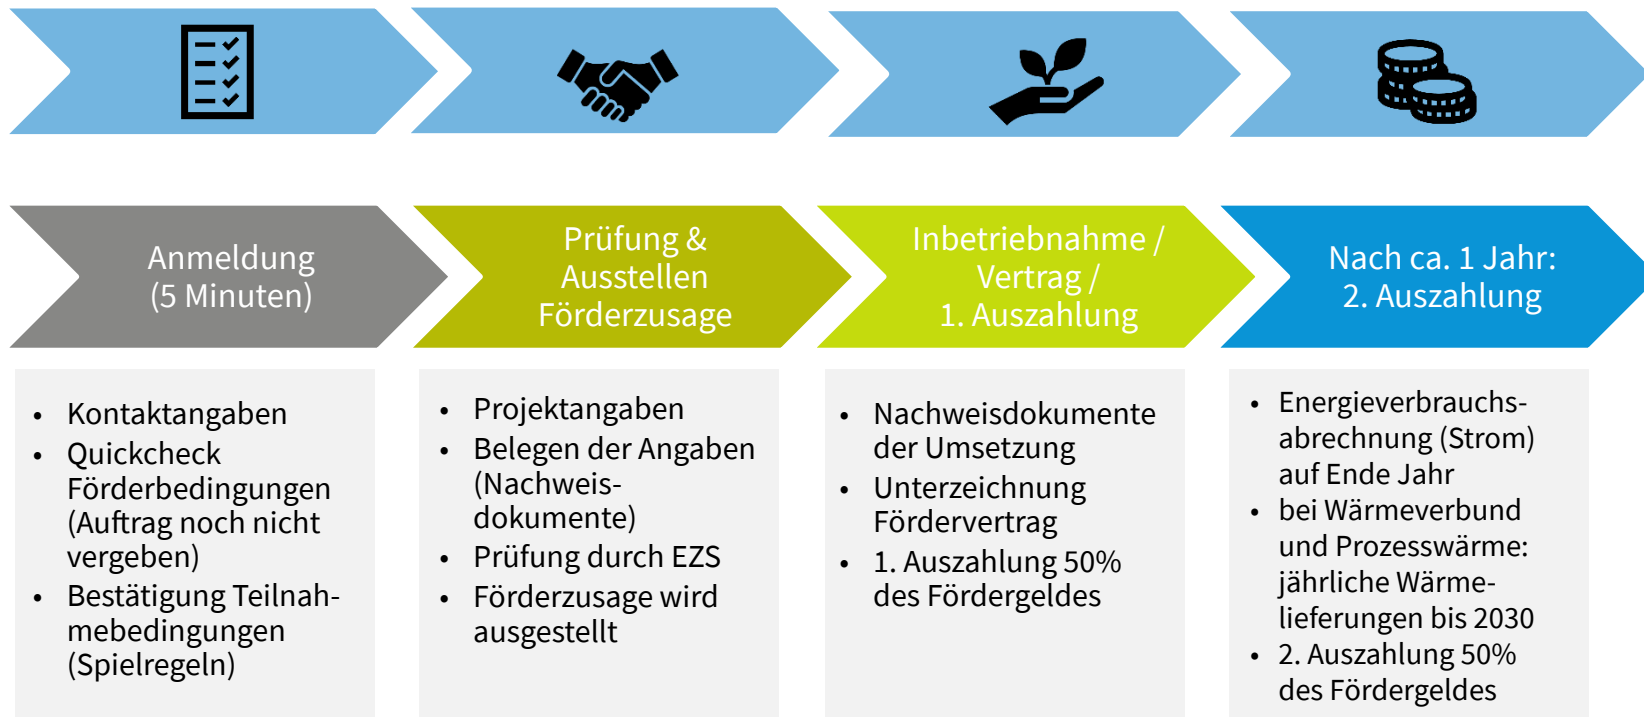 Anmeldung
(5 Minuten)
Prüfung &
Ausstellen
Förderzusage
Inbetriebnahme /
Vertrag /
1. Auszahlung
Nach ca. 1 Jahr:
2. Auszahlung
• Kontaktangaben
• Quickcheck
Förderbedingungen
(Auftrag noch nicht
vergeben)
• Bestätigung Teilnah-
mebedingungen
(Spielregeln)
• Projektangaben
• Belegen der Angaben
(Nachweis-
dokumente)
• Prüfung durch EZS
• Förderzusage wird
ausgestellt
• Nachweisdokumente
der Umsetzung
• Unterzeichnung
Fördervertrag
• 1. Auszahlung 50%
des Fördergeldes
• Energieverbrauchs-
abrechnung (Strom)
auf Ende Jahr
• bei Wärmeverbund
und Prozesswärme:
jährliche Wärme-
lieferungen bis 2030
• 2. Auszahlung 50%
des Fördergeldes